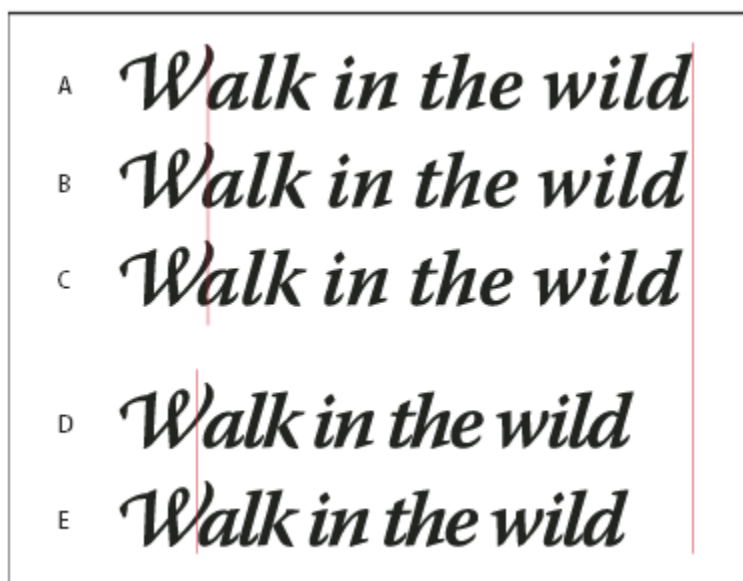 A Walk in the wild
B Walk in the wild
C Walk in the wild
D Walk in the wild
E Walk in the wild